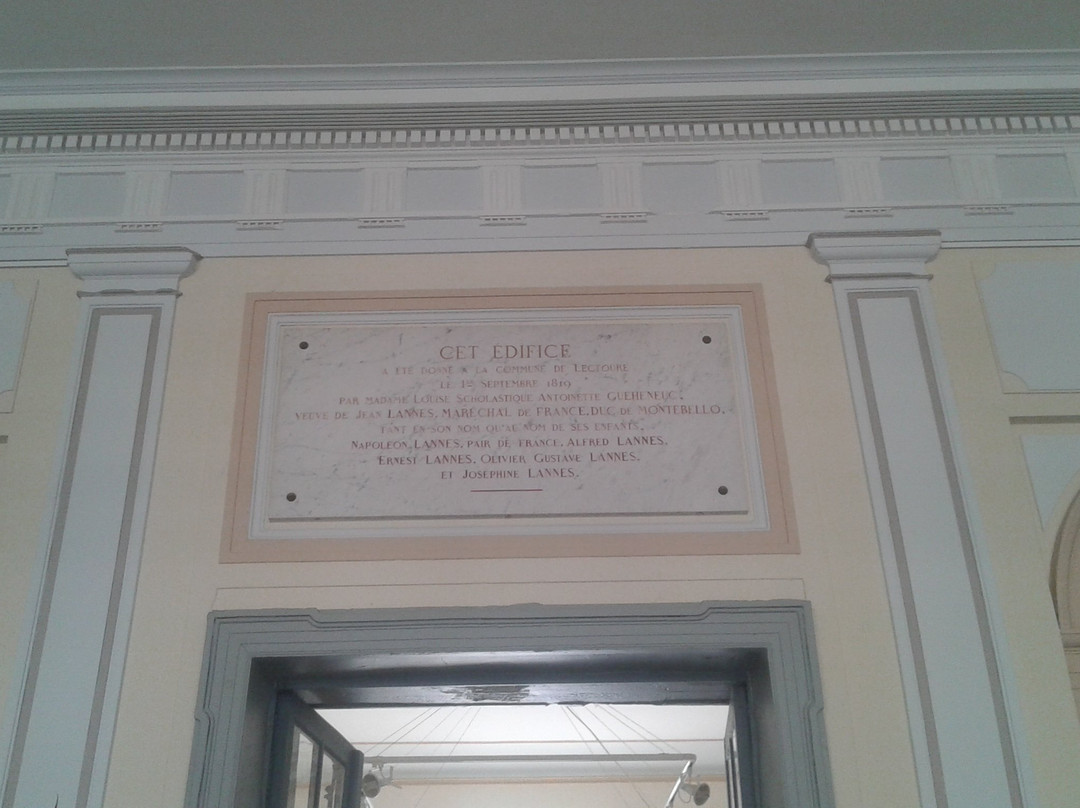 CET EDIFICE
A ÉTÉ DONNÉ A LA COMMUNE DE LECTOURE
LE 1er SEPTEMBRE 1819
PAR MADAME LOUISE SCHOLASTIQUE ANTOINETTE GUEHENEUC,
VEUVE DE JEAN LANNES, MARÉCHAL DE FRANCE, DUC DE MONTEBELLO,
TANT EN SON NOM QU'AU NOM DE SES ENFANTS,
NAPOLÉON LANNES, PAIR DE FRANCE, ALFRED LANNES,
ERNEST LANNES, OLIVIER GUSTAVE LANNES,
ET JOSÉPHINE LANNES.